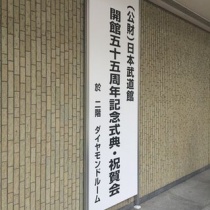 (公財)日本武道館
開館五十五周年記念式典・祝賀会
於 二階 ダイヤモンドルーム